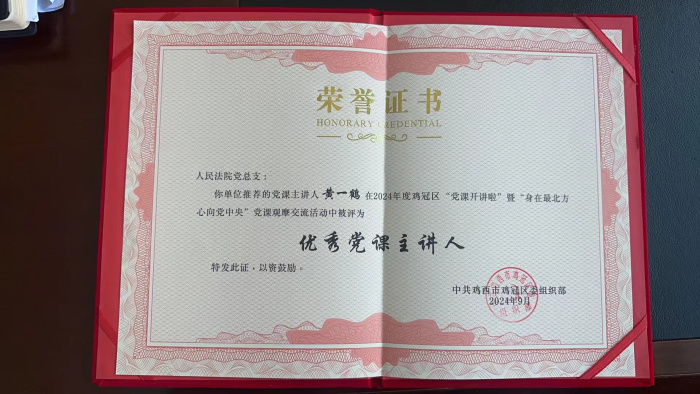 荣誉证书
HONORARY CREDENTIAL
人民法院党总支：
你单位推荐的党课主讲人 黄一鹤 在2024年度鸡冠区“党课开讲啦”暨“身在最北方
心向党中央”党课观摩交流活动中被评为
优秀党课主讲人
特发此证，以资鼓励。
中共鸡西市鸡冠区委组织部
2024年9月